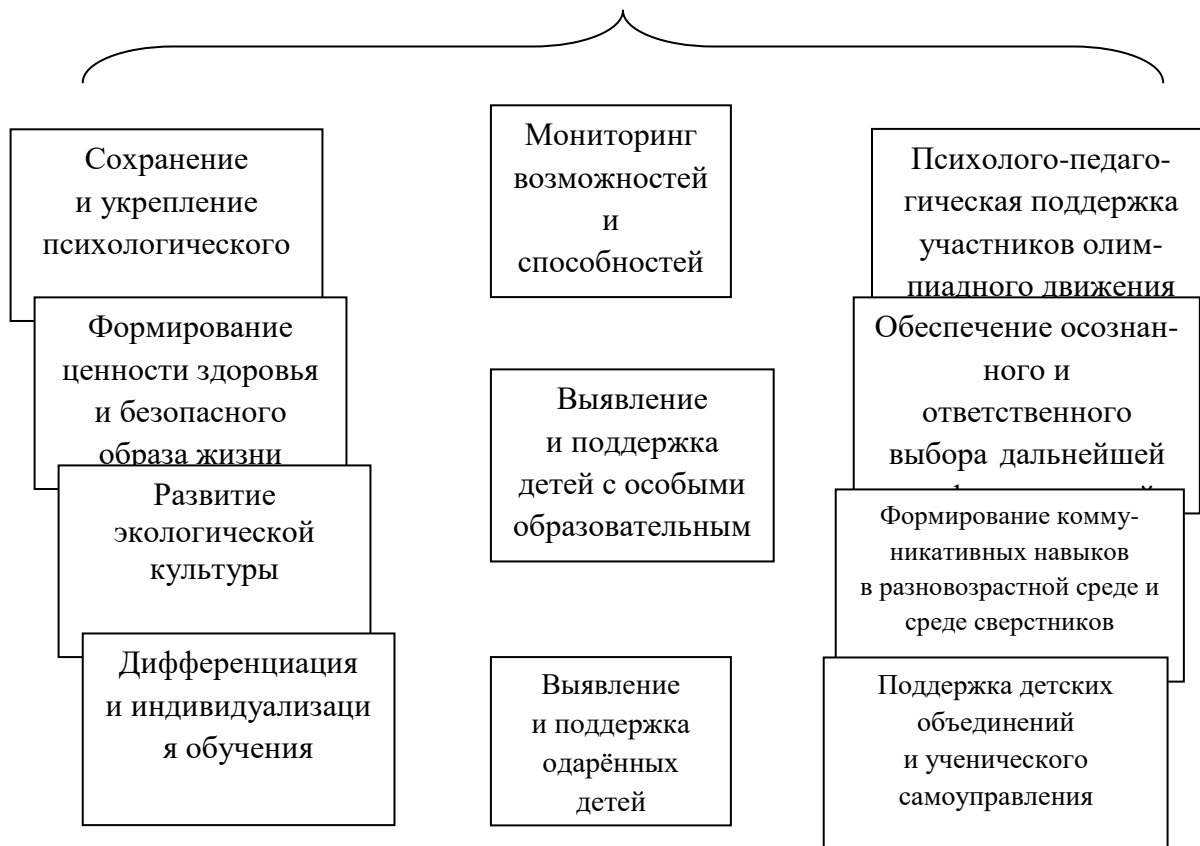 Сохранение
и укрепление
психологического
Формирование
ценности здоровья
и безопасного
образа жизни
Развитие
экологической
культуры
Дифференциация
и индивидуализаци
я обучения
Мониторинг
возможностей
и
способностей
Выявление
и поддержка
детей с особыми
образовательным
Выявление
и поддержка
одарённых
детей
Психолого-педаго-
гическая поддержка
участников олим-
пиадного движения
Обеспечение осознан-
ного и
ответственного
выбора дальнейшей
Формирование комму-
никативных навыков
в разновозрастной среде и
среде сверстников
Поддержка детских
объединений
и ученического
самоуправления